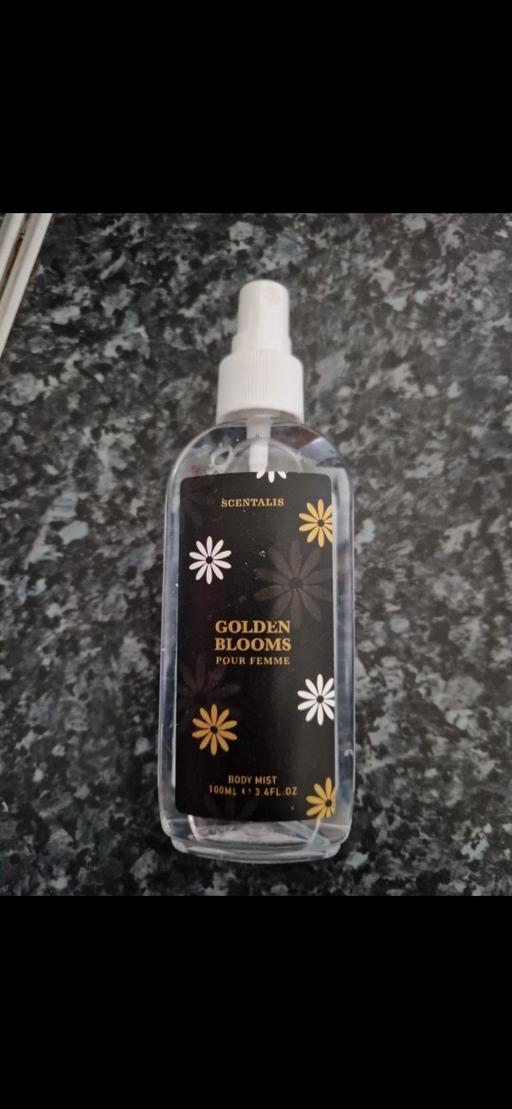 SCENTALIS
GOLDEN
BLOOMS
POUR FEMME
BODY MIST
100ML ℮ 3.4FL.OZ